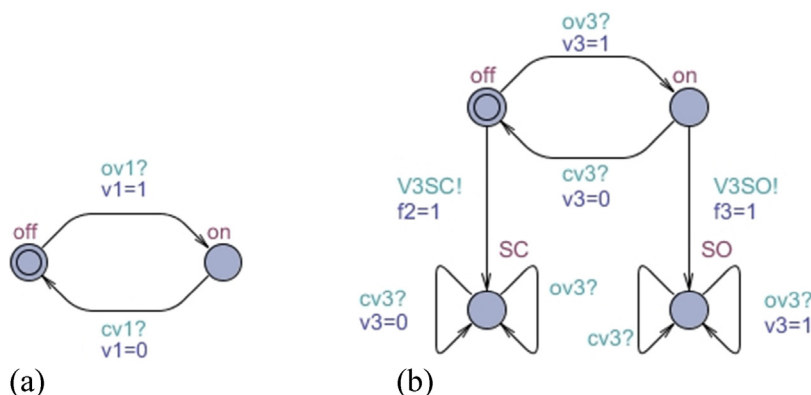 ov1?
v1=1
off
on
cv1?
v1=0
(a)
ov3?
v3=1
off
on
cv3?
v3=0
V3SC!
f2=1
V3SO!
f3=1
SC
SO
cv3?
v3=0
ov3?
cv3?
ov3?
v3=1
(b)